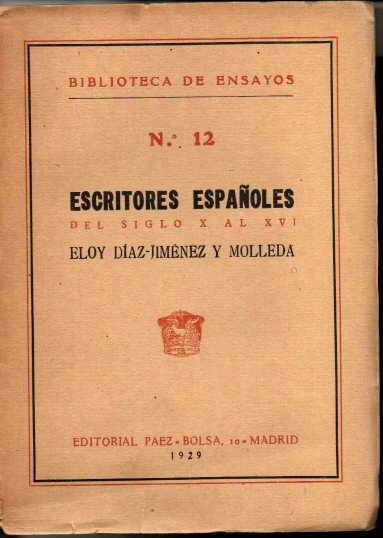 BIBLIOTECA DE ENSAYOS
N.º 12
ESCRITORES ESPAÑOLES
DEL SIGLO X AL XVI
ELOY DÍAZ-JIMÉNEZ Y MOLLEDA
EDITORIAL PAEZ = BOLSA, 10 = MADRID
1929